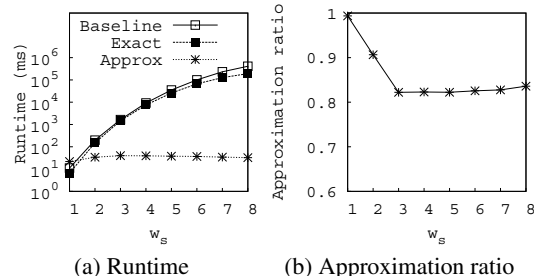 Baseline
Exact
Approx
Runtime (ms)
10^6
10^5
10^4
10^3
10^2
10^1
10^0
1 2 3 4 5 6 7 8
w_s
(a) Runtime
Approximation ratio
1
0.9
0.8
0.7
0.6
1 2 3 4 5 6 7 8
w_s
(b) Approximation ratio